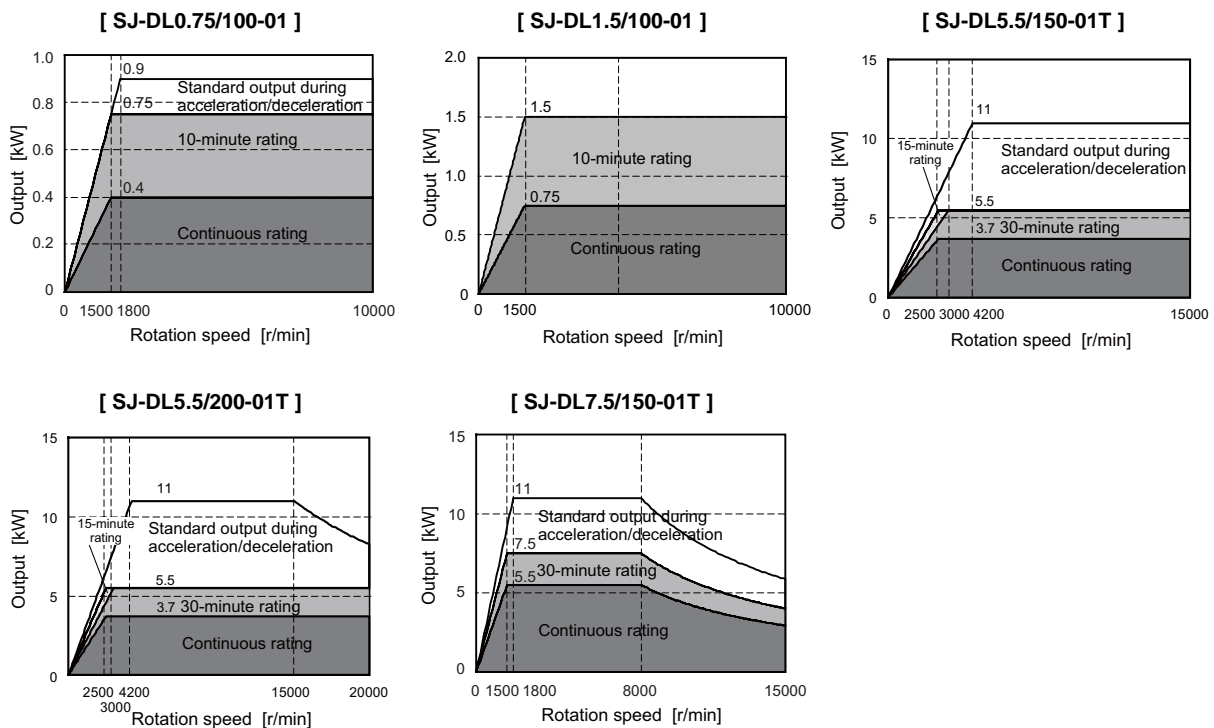 [ SJ-DL0.75/100-01 ]
Output [kW]
1.0
0.8
0.6
0.4
0.2
0
0.9
Standard output during
acceleration/deceleration
0.75
10-minute rating
0.4
Continuous rating
0 1500 1800 10000
Rotation speed [r/min]
[ SJ-DL1.5/100-01 ]
Output [kW]
2.0
1.5
1.0
0.5
0
1.5
10-minute rating
0.75
Continuous rating
0 1500 10000
Rotation speed [r/min]
[ SJ-DL5.5/150-01T ]
Output [kW]
15
10
5
0
11
15-minute
rating
Standard output during
acceleration/deceleration
5.5
3.7 30-minute rating
Continuous rating
0 2500 3000 4200 15000
Rotation speed [r/min]
[ SJ-DL5.5/200-01T ]
Output [kW]
15
10
5
0
11
15-minute
rating
Standard output during
acceleration/deceleration
5.5
3.7 30-minute rating
Continuous rating
2500 4200 15000 20000
3000
Rotation speed [r/min]
[ SJ-DL7.5/150-01T ]
Output [kW]
15
10
5
0
11
Standard output during
acceleration/deceleration
7.5
30-minute rating
5.5
Continuous rating
0 1500 1800 8000 15000
Rotation speed [r/min]